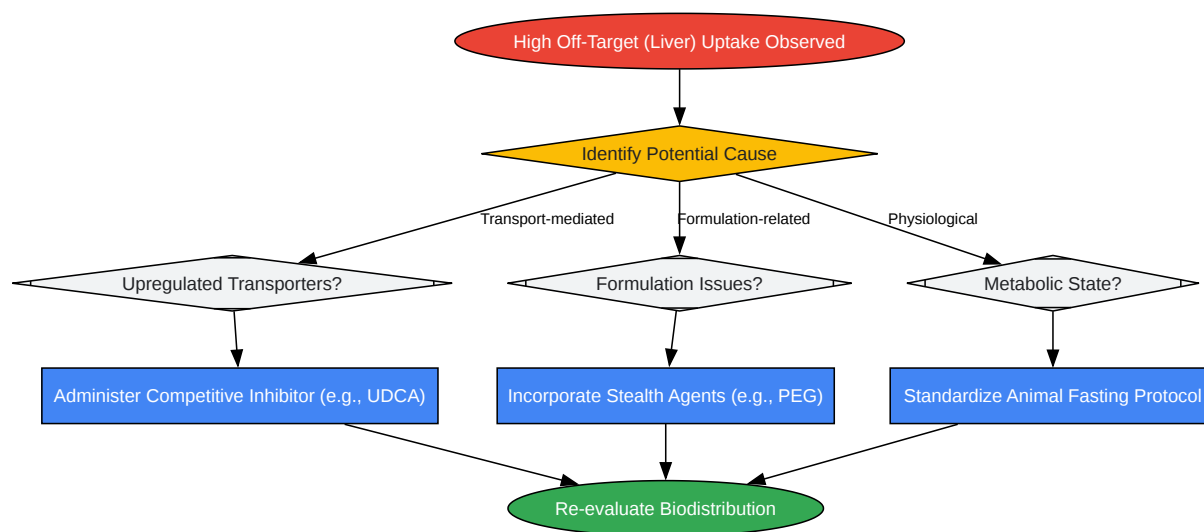 High Off-Target (Liver) Uptake Observed
Identify Potential Cause
Transport-mediated
Formulation-related
Physiological
Upregulated Transporters?
Formulation Issues?
Metabolic State?
Administer Competitive Inhibitor (e.g., UDCA)
Incorporate Stealth Agents (e.g., PEG)
Standardize Animal Fasting Protocol
Re-evaluate Biodistribution